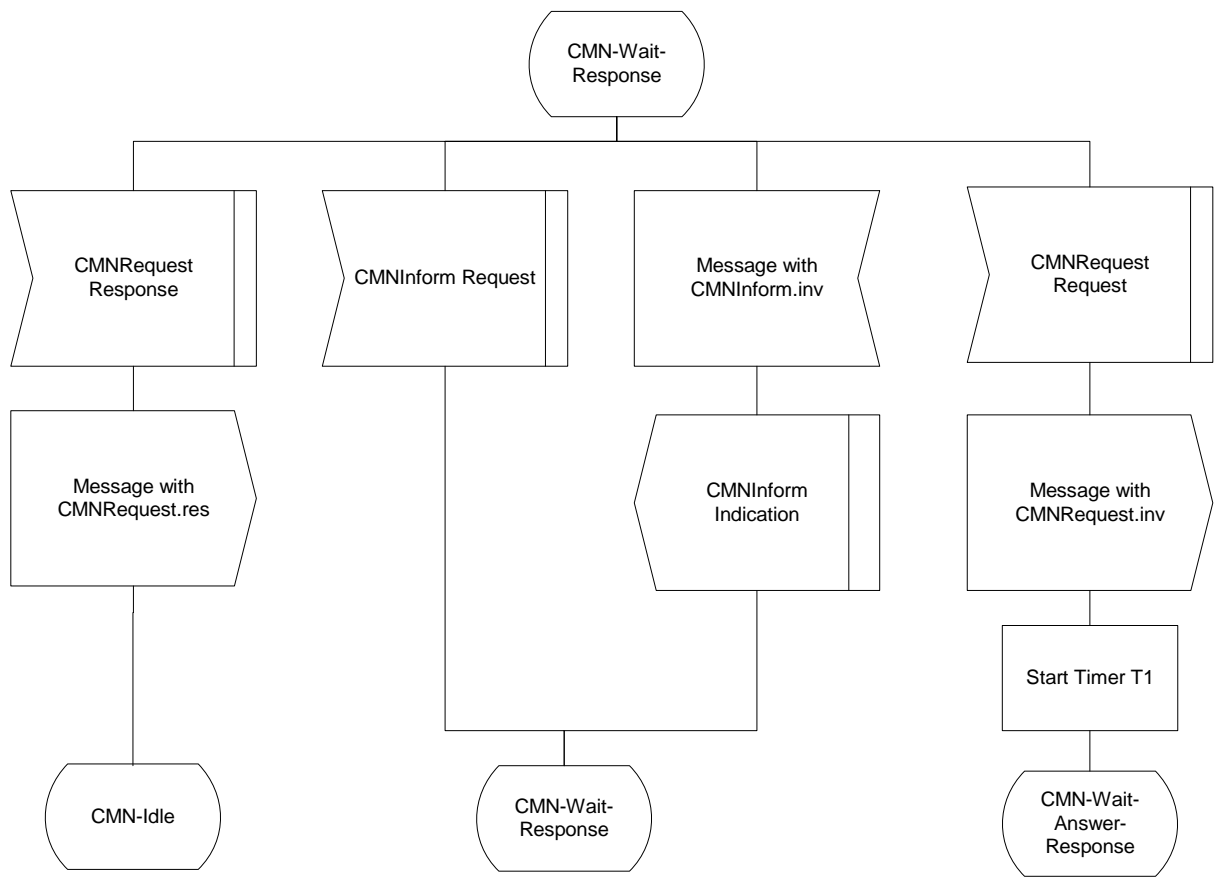 CMN-Wait-
Response
CMNRequest
Response
CMNInform Request
Message with
CMNInform.inv
CMNRequest
Request
Message with
CMNRequest.res
CMNInform
Indication
Message with
CMNRequest.inv
Start Timer T1
CMN-Idle
CMN-Wait-
Response
CMN-Wait-
Answer-
Response